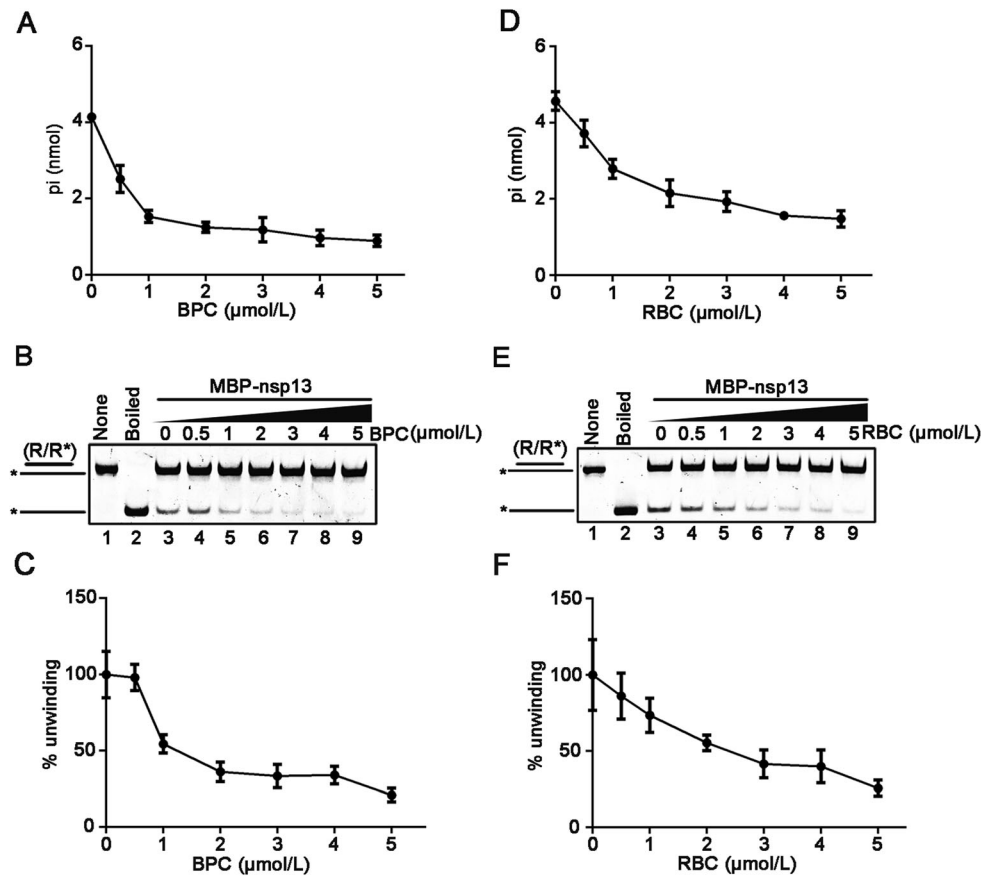 A
6
4
2
0
pi (nmol)
0 1 2 3 4 5
BPC (μmol/L)
D
6
4
2
0
pi (nmol)
0 1 2 3 4 5
RBC (μmol/L)
B
None
Boiled
MBP-nsp13
0 0.5 1 2 3 4 5 BPC(μmol/L)
(R/R*)
*
*
1 2 3 4 5 6 7 8 9
E
None
Boiled
MBP-nsp13
0 0.5 1 2 3 4 5 RBC (μmol/L)
(R/R*)
*
*
1 2 3 4 5 6 7 8 9
C
150
100
50
0
% unwinding
0 1 2 3 4 5
BPC (μmol/L)
F
150
100
50
0
% unwinding
0 1 2 3 4 5
RBC (μmol/L)